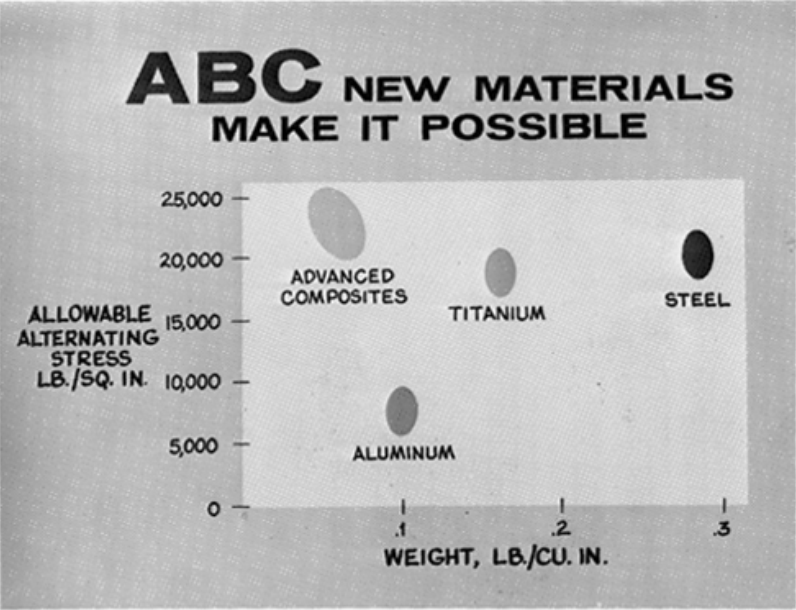 ABC NEW MATERIALS
MAKE IT POSSIBLE
25,000
20,000
15,000
10,000
5,000
0
ALLOWABLE
ALTERNATING
STRESS
LB./SQ. IN.
ADVANCED
COMPOSITES
TITANIUM
STEEL
ALUMINUM
.1
.2
.3
WEIGHT, LB./CU. IN.